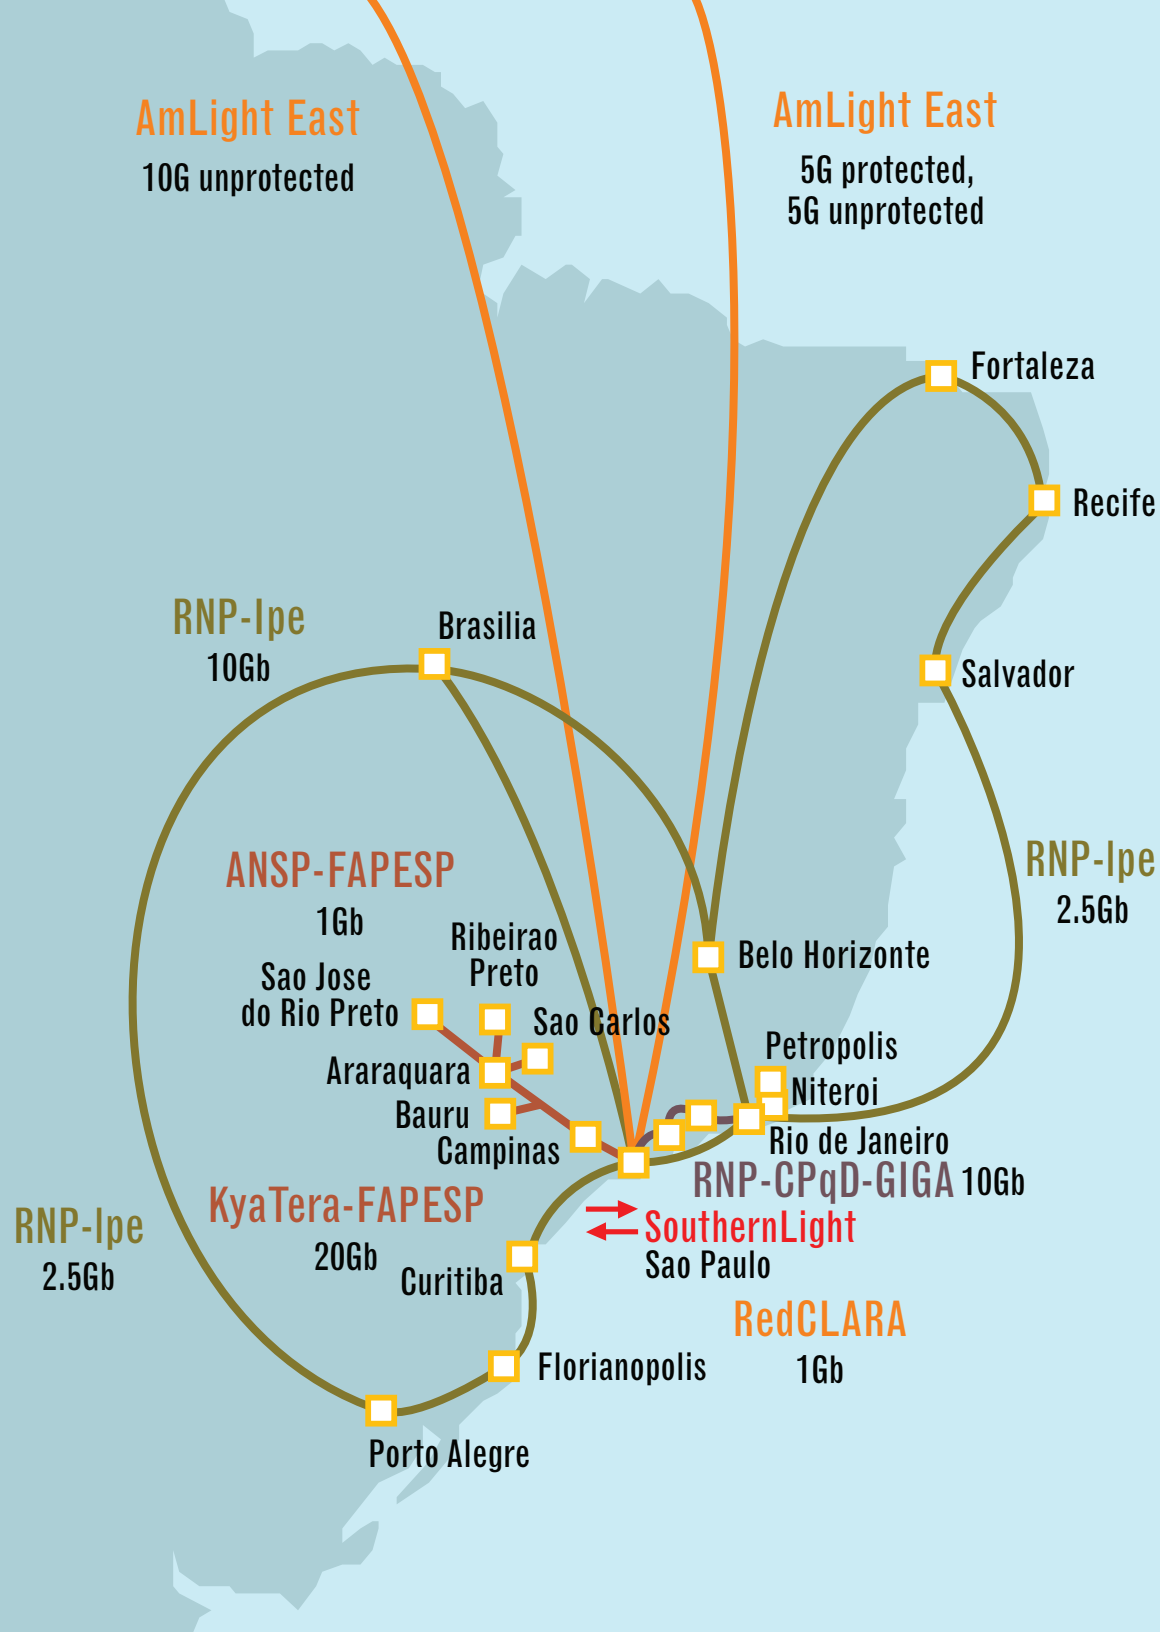 AmLight East
10G unprotected
AmLight East
5G protected,
5G unprotected
Fortaleza
Recife
RNP-Ipe
10Gb
Brasilia
Salvador
RNP-Ipe
2.5Gb
ANSP-FAPESP
1Gb
Ribeirao
Preto
Belo Horizonte
Sao Jose
do Rio Preto
Sao Carlos
Petropolis
Araraquara
Niteroi
Bauru
Campinas
Rio de Janeiro
RNP-CPqD-GIGA 10Gb
KyaTera-FAPESP
20Gb
RNP-Ipe
2.5Gb
SouthernLight
Sao Paulo
Curitiba
RedCLARA
1Gb
Florianopolis
Porto Alegre